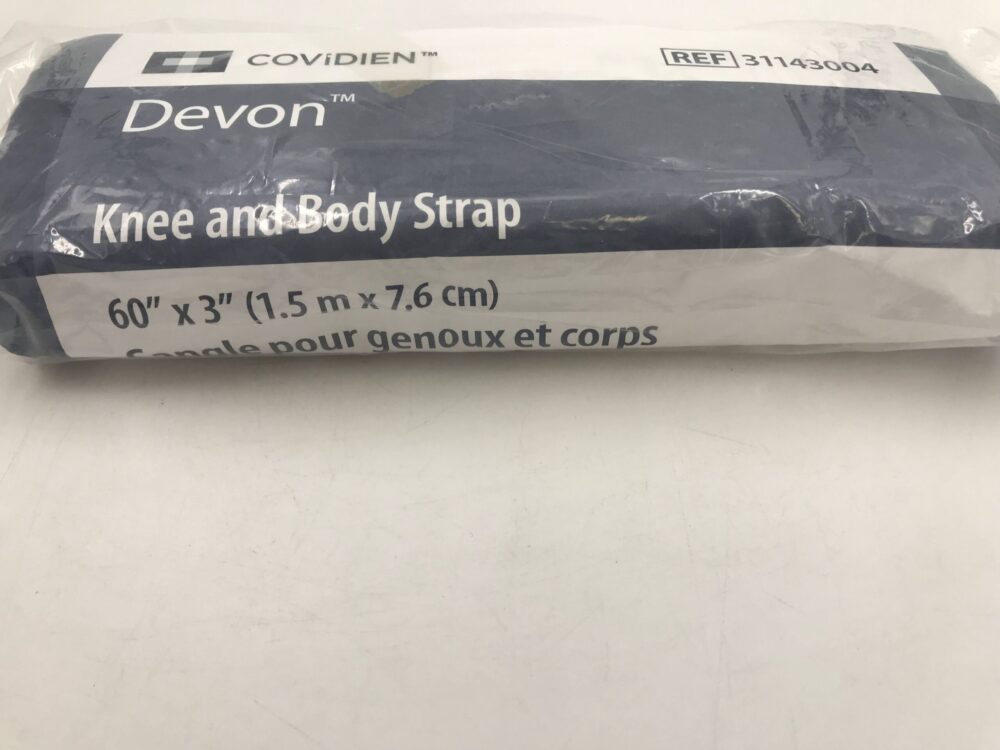 COVIDIEN™ REF 31143004
Devon™
Knee and Body Strap
60" x 3" (1.5 m x 7.6 cm)
Sangle pour genoux et corps